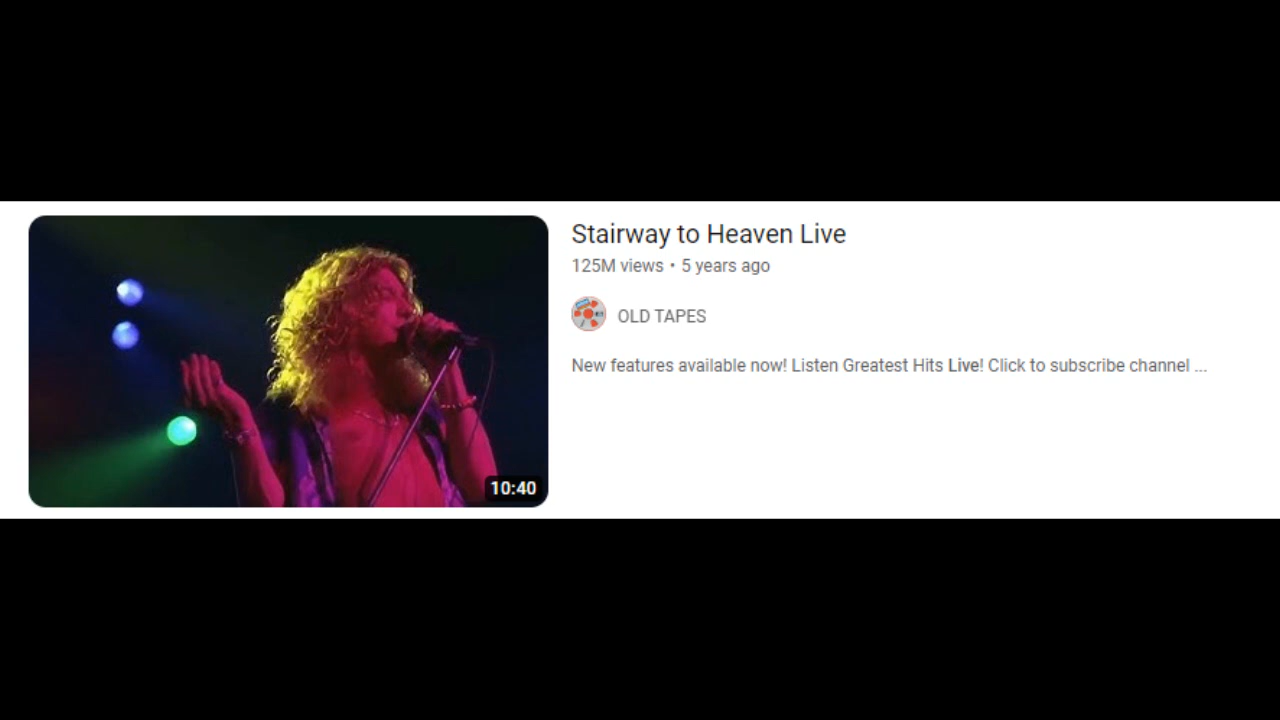 Stairway to Heaven Live
125M views • 5 years ago
OLD TAPES
New features available now! Listen Greatest Hits Live! Click to subscribe channel ...
10:40